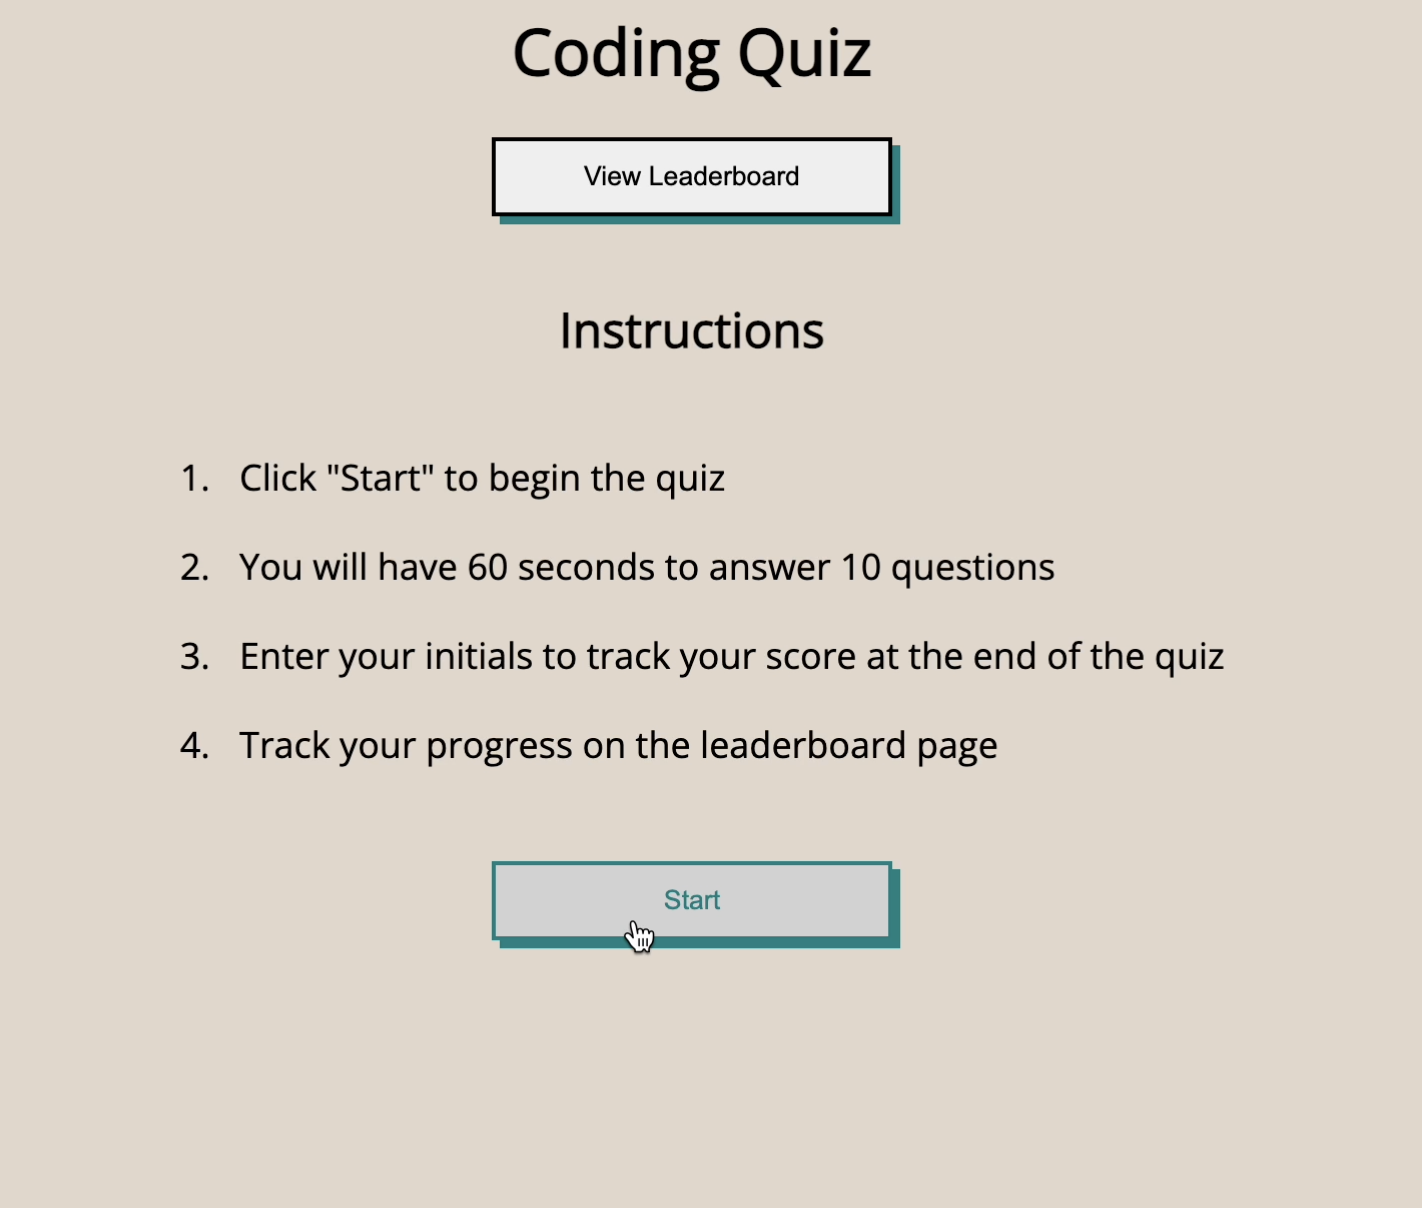 Coding Quiz
View Leaderboard
Instructions
1. Click "Start" to begin the quiz
2. You will have 60 seconds to answer 10 questions
3. Enter your initials to track your score at the end of the quiz
4. Track your progress on the leaderboard page
Start